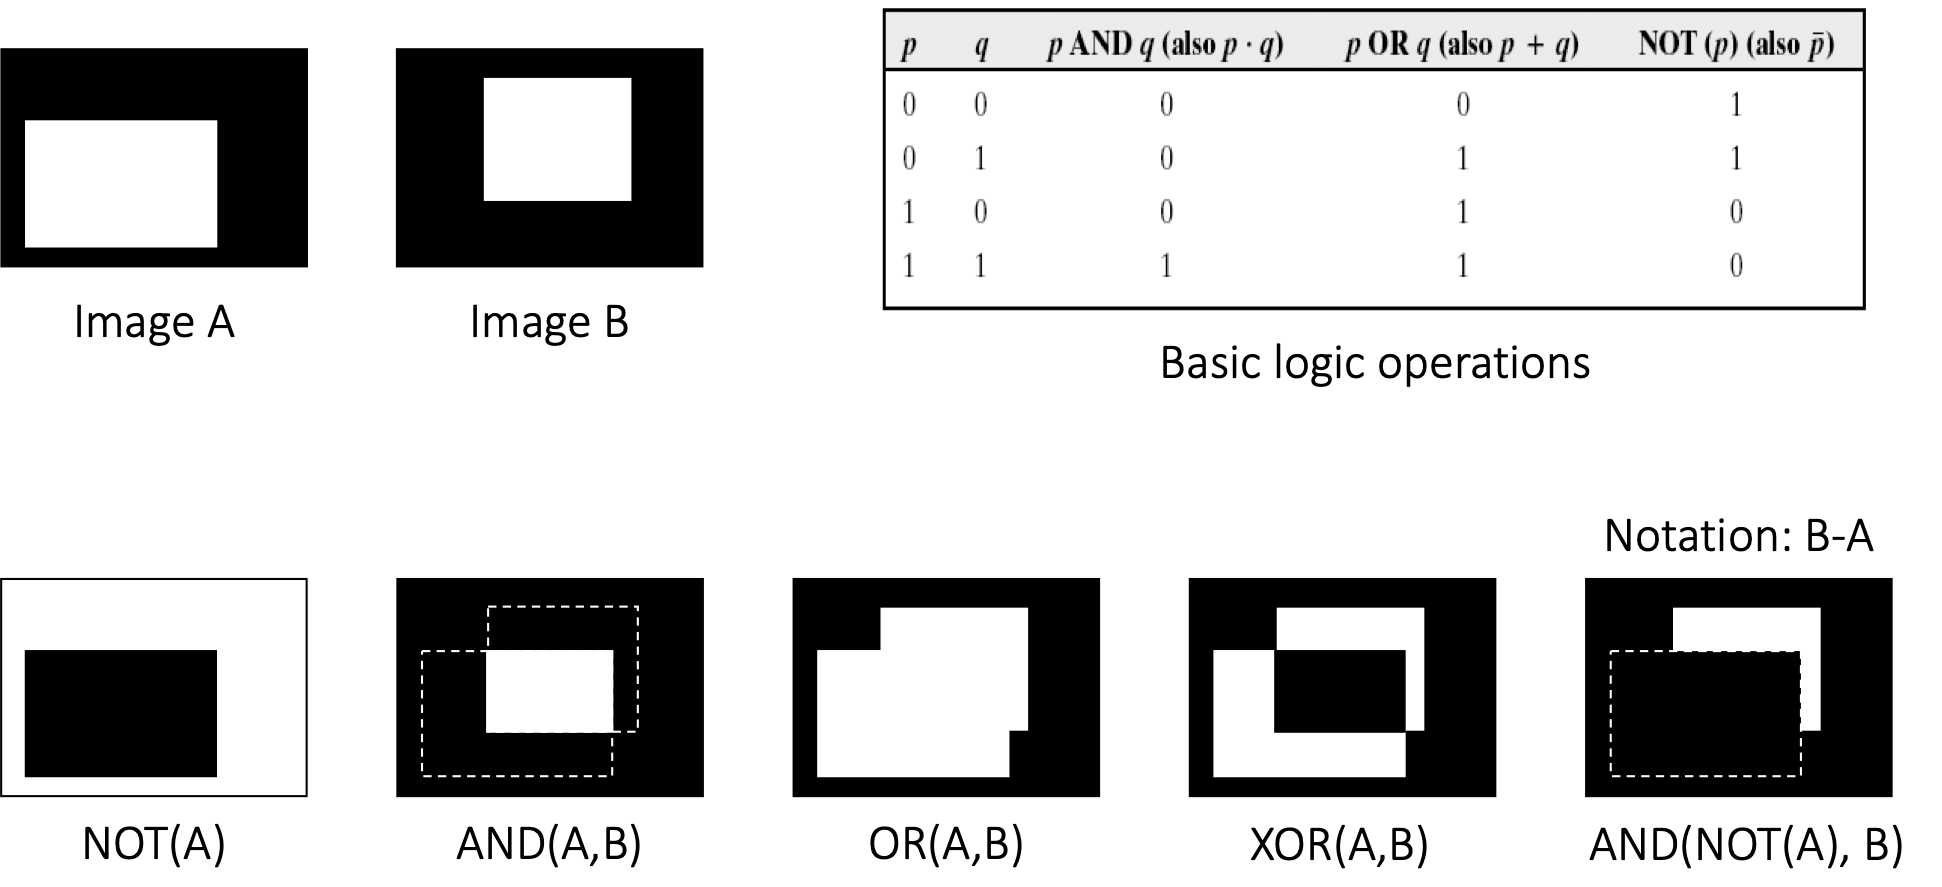 p q p AND q (also p · q) p OR q (also p + q) NOT (p) (also p̄)
0 0 0 0 1
0 1 0 1 1
1 0 0 1 0
1 1 1 1 0
Image A Image B
Basic logic operations
Notation: B-A
NOT(A) AND(A,B) OR(A,B) XOR(A,B) AND(NOT(A), B)